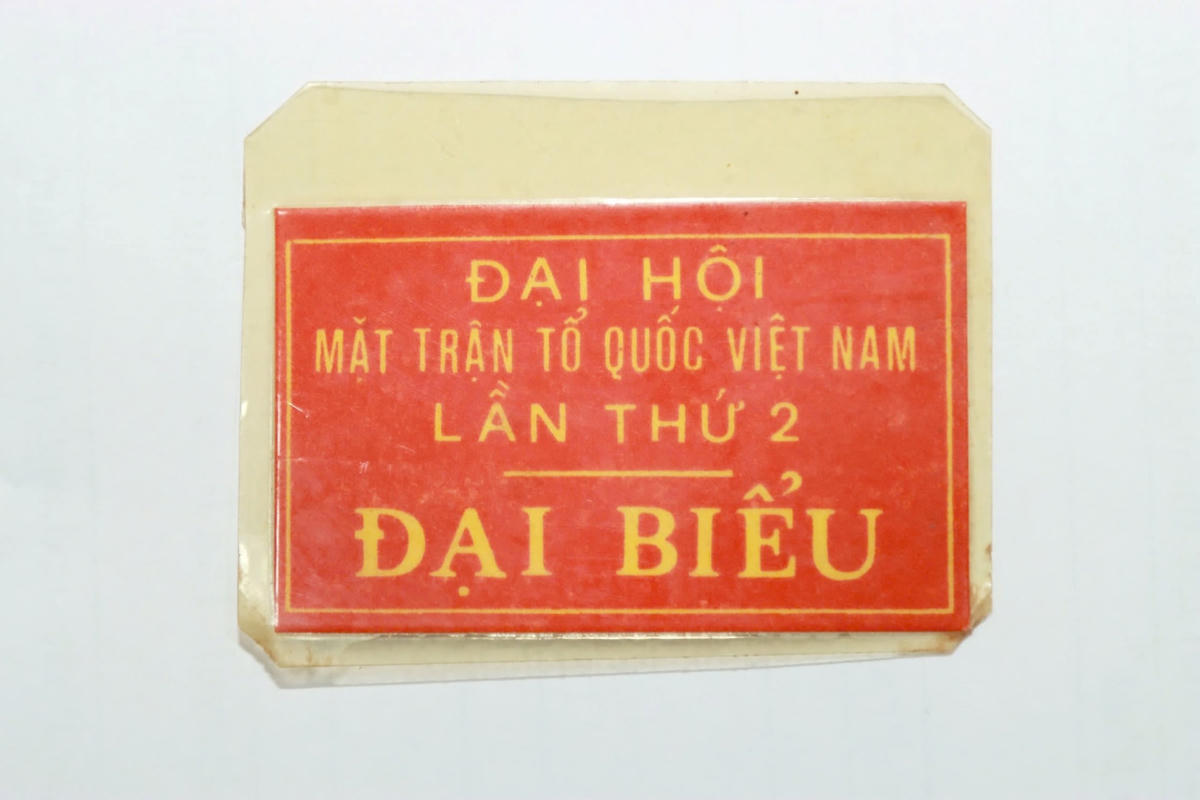 ĐẠI HỘI
MẶT TRẬN TỔ QUỐC VIỆT NAM
LẦN THỨ 2
ĐẠI BIỂU